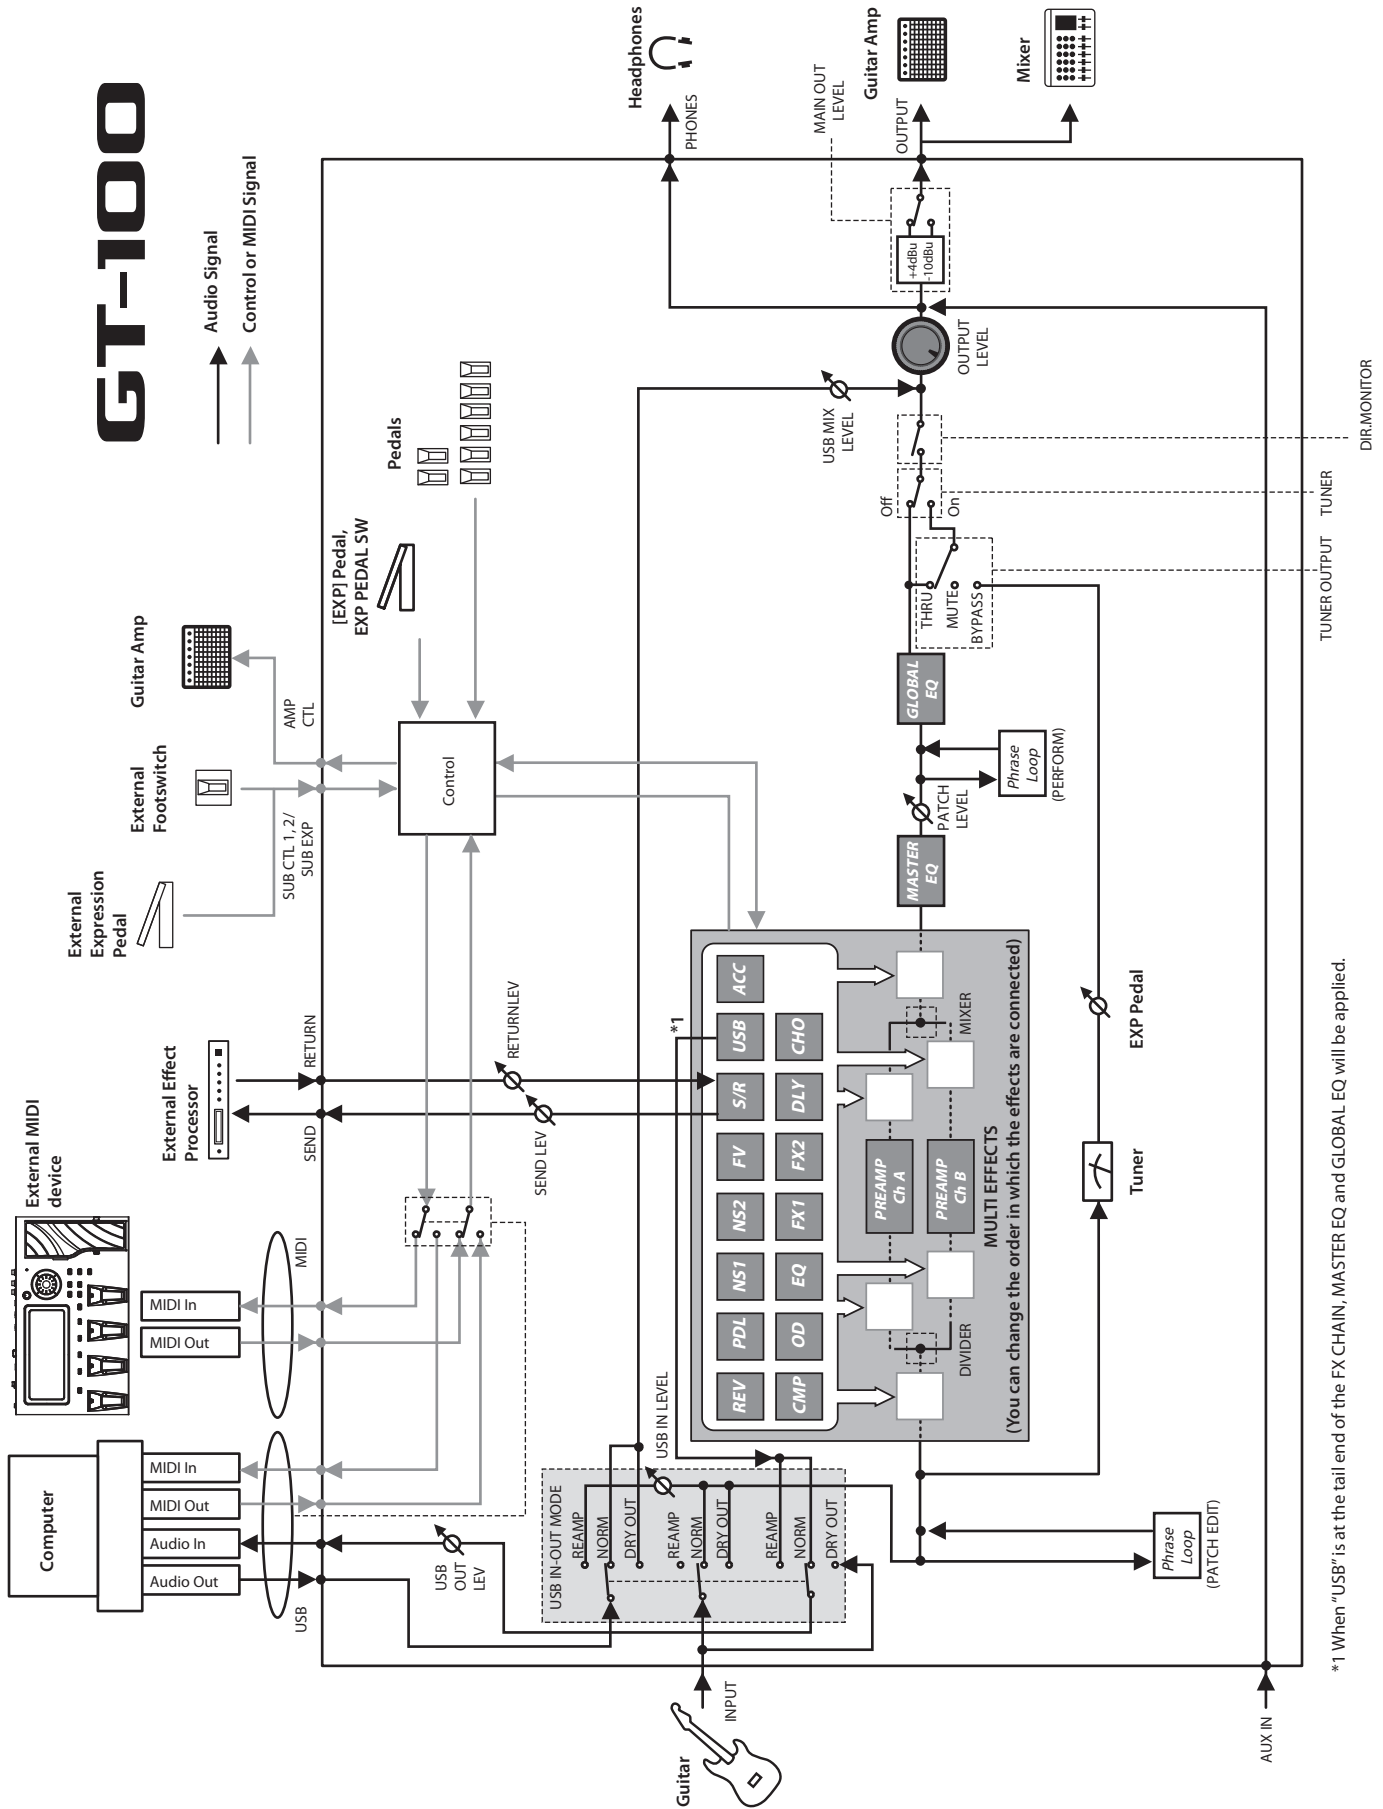 GT-100
Audio Signal
Control or MIDI Signal
Computer
Audio Out
Audio In
MIDI Out
MIDI In
USB
External MIDI
device
MIDI Out
MIDI In
MIDI
External Effect
Processor
SEND
RETURN
External
Expression
Pedal
External
Footswitch
SUB CTL 1, 2/
SUB EXP
Guitar Amp
AMP
CTL
[EXP] Pedal,
EXP PEDAL SW
Pedals
Control
USB
OUT
LEV
SEND LEV
RETURNLEV
USB IN-OUT MODE
REAMP
NORM
DRY OUT
REAMP
NORM
DRY OUT
REAMP
NORM
DRY OUT
USB IN LEVEL
*1
Guitar
INPUT
REV
PDL
NS1
NS2
FV
S/R
USB
ACC
CMP
OD
EQ
FX1
FX2
DLY
CHO
PREAMP
Ch A
PREAMP
Ch B
DIVIDER
MIXER
MULTI EFFECTS
(You can change the order in which the effects are connected)
MASTER
EQ
PATCH
LEVEL
GLOBAL
EQ
Phrase
Loop
(PERFORM)
Phrase
Loop
(PATCH EDIT)
THRU
MUTE
BYPASS
Off
On
USB MIX
LEVEL
OUTPUT
LEVEL
+4dBu
-10dBu
MAIN OUT
LEVEL
PHONES
Headphones
OUTPUT
Guitar Amp
Mixer
Tuner
EXP Pedal
TUNER OUTPUT
TUNER
DIR.MONITOR
AUX IN
*1 When "USB" is at the tail end of the FX CHAIN, MASTER EQ and GLOBAL EQ will be applied.